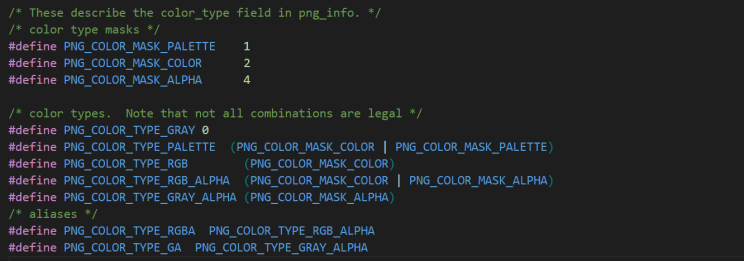 /* These describe the color_type field in png_info. */
/* color type masks */
#define PNG_COLOR_MASK_PALETTE    1
#define PNG_COLOR_MASK_COLOR      2
#define PNG_COLOR_MASK_ALPHA      4

/* color types.  Note that not all combinations are legal */
#define PNG_COLOR_TYPE_GRAY 0
#define PNG_COLOR_TYPE_PALETTE  (PNG_COLOR_MASK_COLOR | PNG_COLOR_MASK_PALETTE)
#define PNG_COLOR_TYPE_RGB        (PNG_COLOR_MASK_COLOR)
#define PNG_COLOR_TYPE_RGB_ALPHA  (PNG_COLOR_MASK_COLOR | PNG_COLOR_MASK_ALPHA)
#define PNG_COLOR_TYPE_GRAY_ALPHA (PNG_COLOR_MASK_ALPHA)
/* aliases */
#define PNG_COLOR_TYPE_RGBA  PNG_COLOR_TYPE_RGB_ALPHA
#define PNG_COLOR_TYPE_GA  PNG_COLOR_TYPE_GRAY_ALPHA